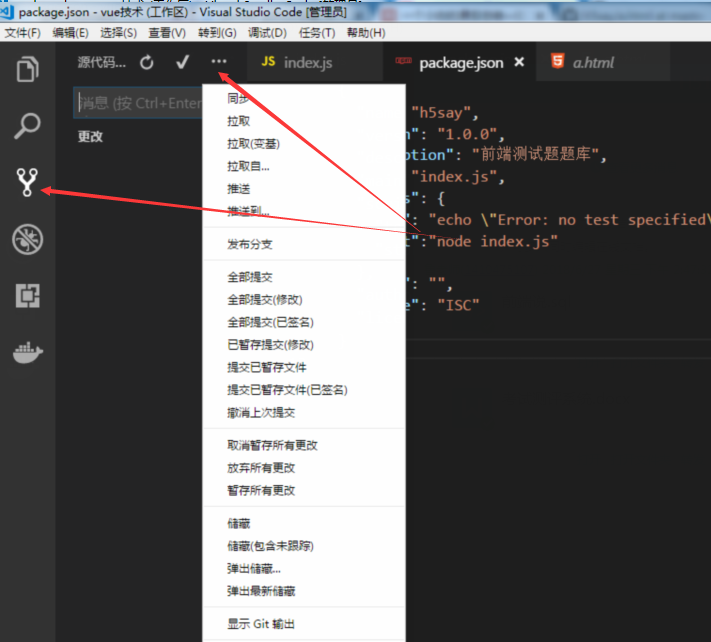 package.json - vue技术 (工作区) - Visual Studio Code [管理员]
文件(F) 编辑(E) 选择(S) 查看(V) 转到(G) 调试(D) 任务(T) 帮助(H)
源代码... ··· JS index.js package.json × a.html
消息 (按 Ctrl+Enter
更改
同步
拉取
拉取(变基)
拉取自...
推送
推送到...
发布分支
全部提交
全部提交(修改)
全部提交(已签名)
已暂存提交(修改)
提交已暂存文件
提交已暂存文件(已签名)
撤消上次提交
取消暂存所有更改
放弃所有更改
暂存所有更改
储藏
储藏(包含未跟踪)
弹出储藏...
弹出最新储藏
显示 Git 输出
"h5say",
n": "1.0.0",
ption": "前端测试题题库",
"index.js",
s": {
": "echo \"Error: no test specified\
t":"node index.js"
": "",
e": "ISC"